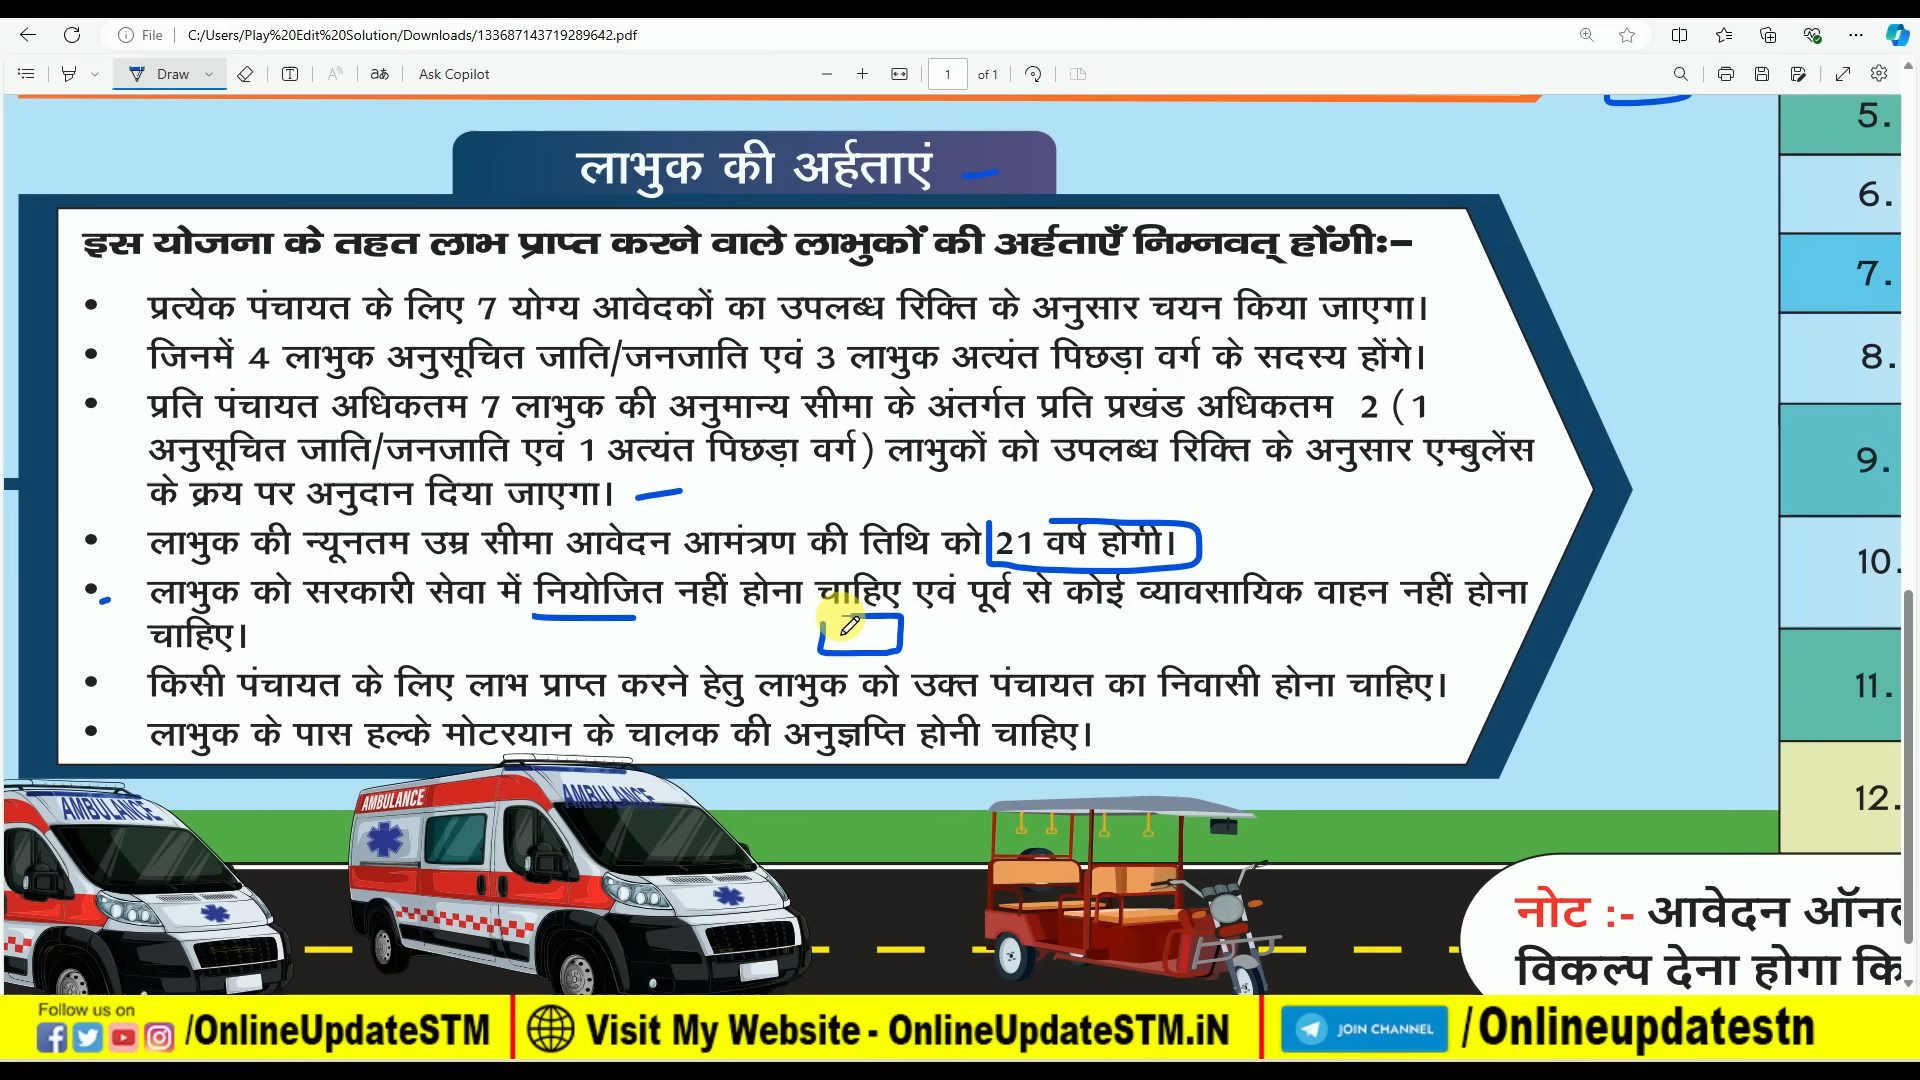 File C:/Users/Play%20Edit%20Solution/Downloads/133687143719289642.pdf
Draw aあ Ask Copilot 1 of 1
लाभुक की अर्हताएं
इस योजना के तहत लाभ प्राप्त करने वाले लाभुकों की अर्हताएँ निम्नवत् होंगीः–
• प्रत्येक पंचायत के लिए 7 योग्य आवेदकों का उपलब्ध रिक्ति के अनुसार चयन किया जाएगा।
• जिनमें 4 लाभुक अनुसूचित जाति/जनजाति एवं 3 लाभुक अत्यंत पिछड़ा वर्ग के सदस्य होंगे।
• प्रति पंचायत अधिकतम 7 लाभुक की अनुमान्य सीमा के अंतर्गत प्रति प्रखंड अधिकतम 2 (1
अनुसूचित जाति/जनजाति एवं 1 अत्यंत पिछड़ा वर्ग) लाभुकों को उपलब्ध रिक्ति के अनुसार एम्बुलेंस
के क्रय पर अनुदान दिया जाएगा।
• लाभुक की न्यूनतम उम्र सीमा आवेदन आमंत्रण की तिथि को 21 वर्ष होगी।
• लाभुक को सरकारी सेवा में नियोजित नहीं होना चाहिए एवं पूर्व से कोई व्यावसायिक वाहन नहीं होना
चाहिए।
• किसी पंचायत के लिए लाभ प्राप्त करने हेतु लाभुक को उक्त पंचायत का निवासी होना चाहिए।
• लाभुक के पास हल्के मोटरयान के चालक की अनुज्ञप्ति होनी चाहिए।
5.
6.
7.
8.
9.
10.
11.
12.
AMBULANCE
AMBULANCE
AMBULANCE
नोट :- आवेदन
विकल्प देना होगा कि
Follow us on
/OnlineUpdateSTM
Visit My Website - OnlineUpdateSTM.iN
JOIN CHANNEL
/Onlineupdatestn